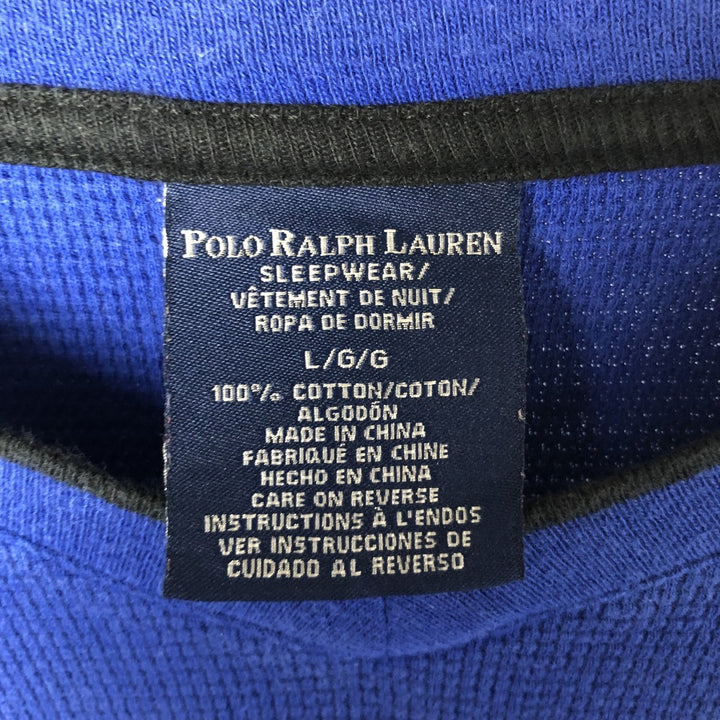 POLO RALPH LAUREN
SLEEPWEAR/
VÊTEMENT DE NUIT/
ROPA DE DORMIR
L/G/G
100% COTTON/COTON/
ALGODÓN
MADE IN CHINA
FABRIQUÉ EN CHINE
HECHO EN CHINA
CARE ON REVERSE
INSTRUCTIONS À L'ENDOS
VER INSTRUCCIONES DE
CUIDADO AL REVERSO